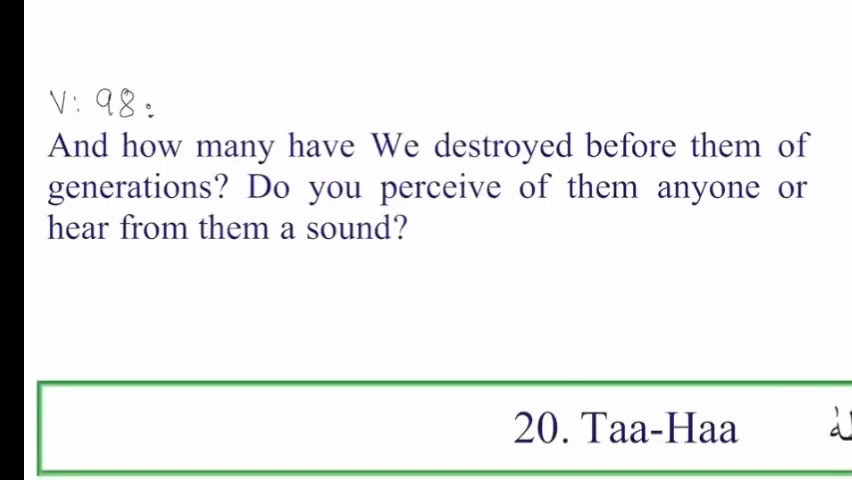 V: 98:
And how many have We destroyed before them of
generations? Do you perceive of them anyone or
hear from them a sound?
20. Taa-Haa